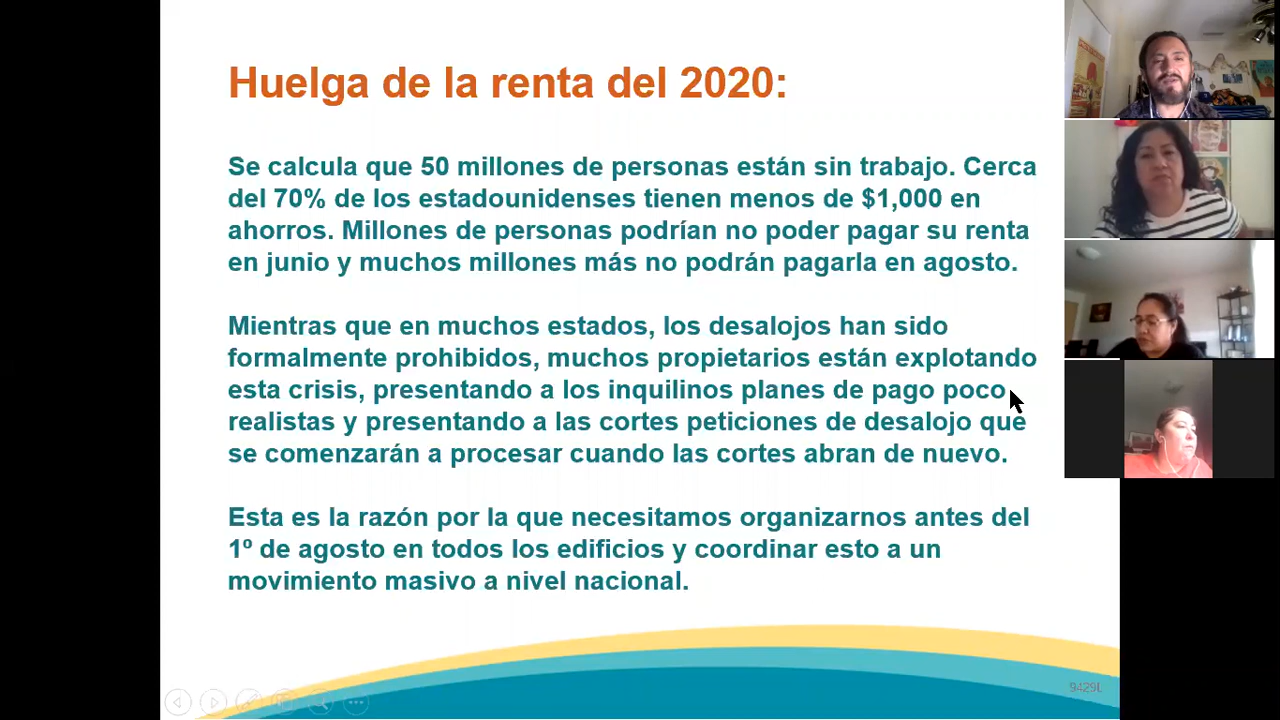 Huelga de la renta del 2020:
Se calcula que 50 millones de personas están sin trabajo. Cerca
del 70% de los estadounidenses tienen menos de $1,000 en
ahorros. Millones de personas podrían no poder pagar su renta
en junio y muchos millones más no podrán pagarla en agosto.
Mientras que en muchos estados, los desalojos han sido
formalmente prohibidos, muchos propietarios están explotando
esta crisis, presentando a los inquilinos planes de pago poco
realistas y presentando a las cortes peticiones de desalojo que
se comenzarán a procesar cuando las cortes abran de nuevo.
Esta es la razón por la que necesitamos organizarnos antes del
1º de agosto en todos los edificios y coordinar esto a un
movimiento masivo a nivel nacional.
9429L